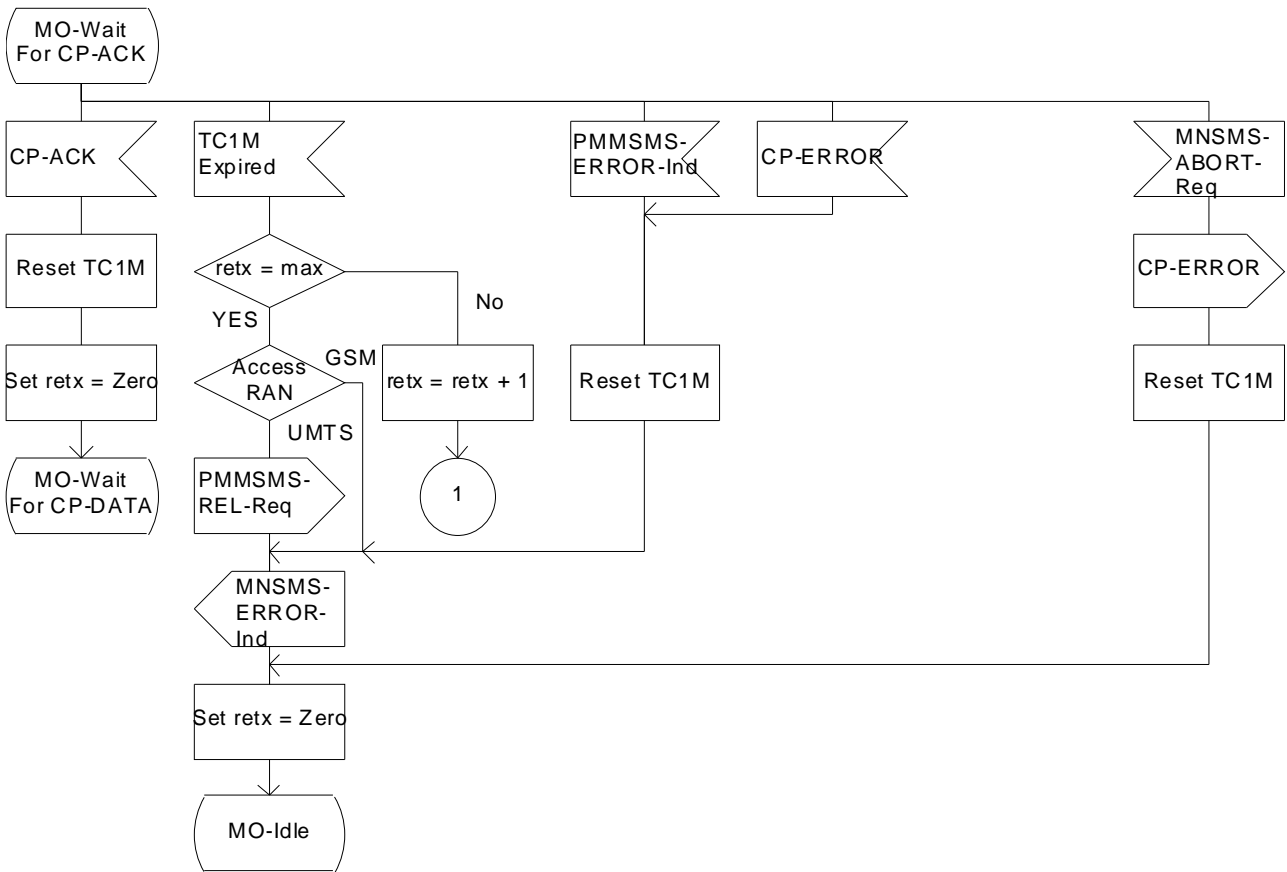 MO-Wait
For CP-ACK
CP-ACK
TC1M
Expired
PMMSMS-
ERROR-Ind
CP-ERROR
MNSMS-
ABORT-
Req
Reset TC1M
retx = max
No
CP-ERROR
YES
Set retx = Zero
Access
RAN
GSM
retx = retx + 1
Reset TC1M
Reset TC1M
UMTS
MO-Wait
For CP-DATA
PMMSMS-
REL-Req
1
MNSMS-
ERROR-
Ind
Set retx = Zero
MO-Idle